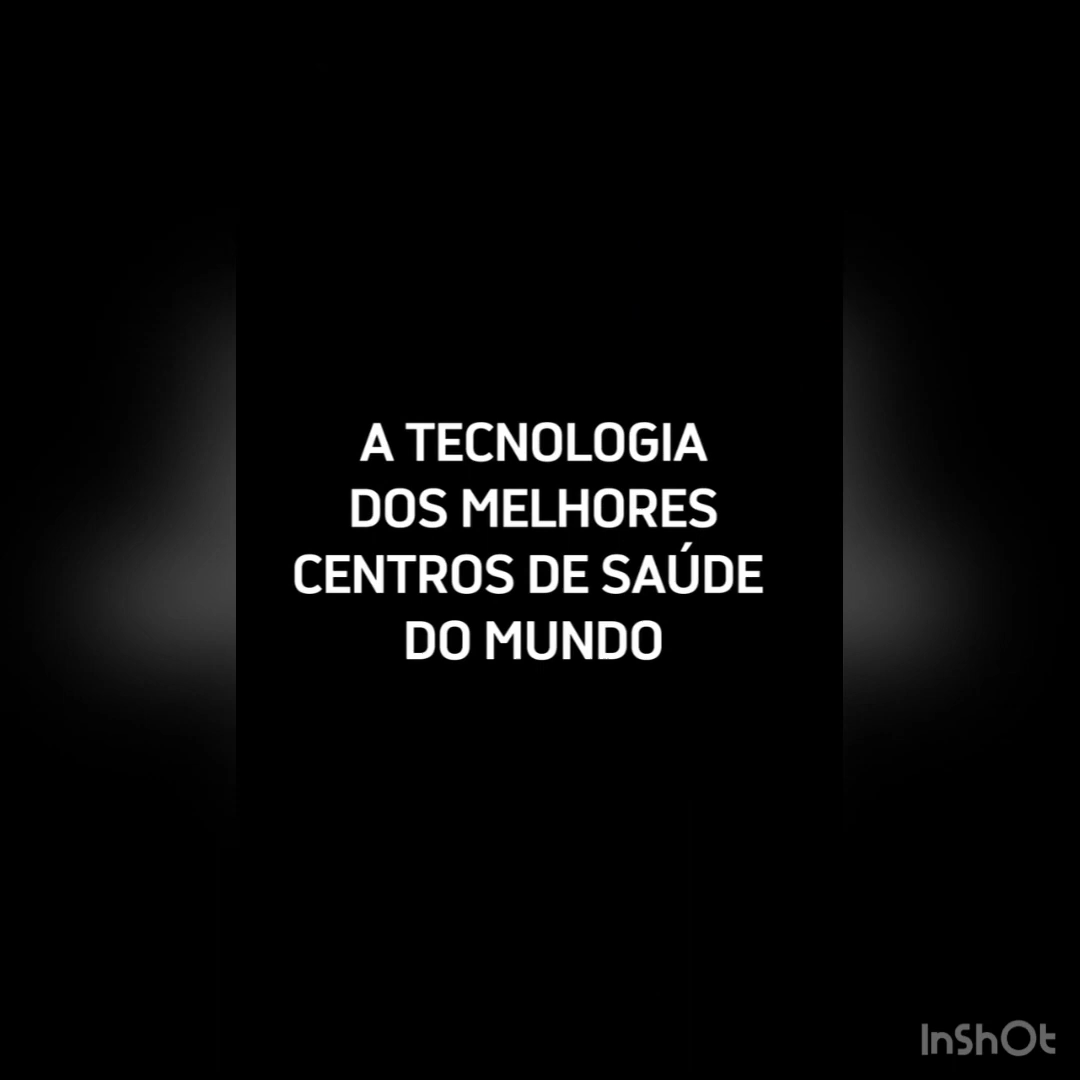 A TECNOLOGIA
DOS MELHORES
CENTROS DE SAÚDE
DO MUNDO
InShOt